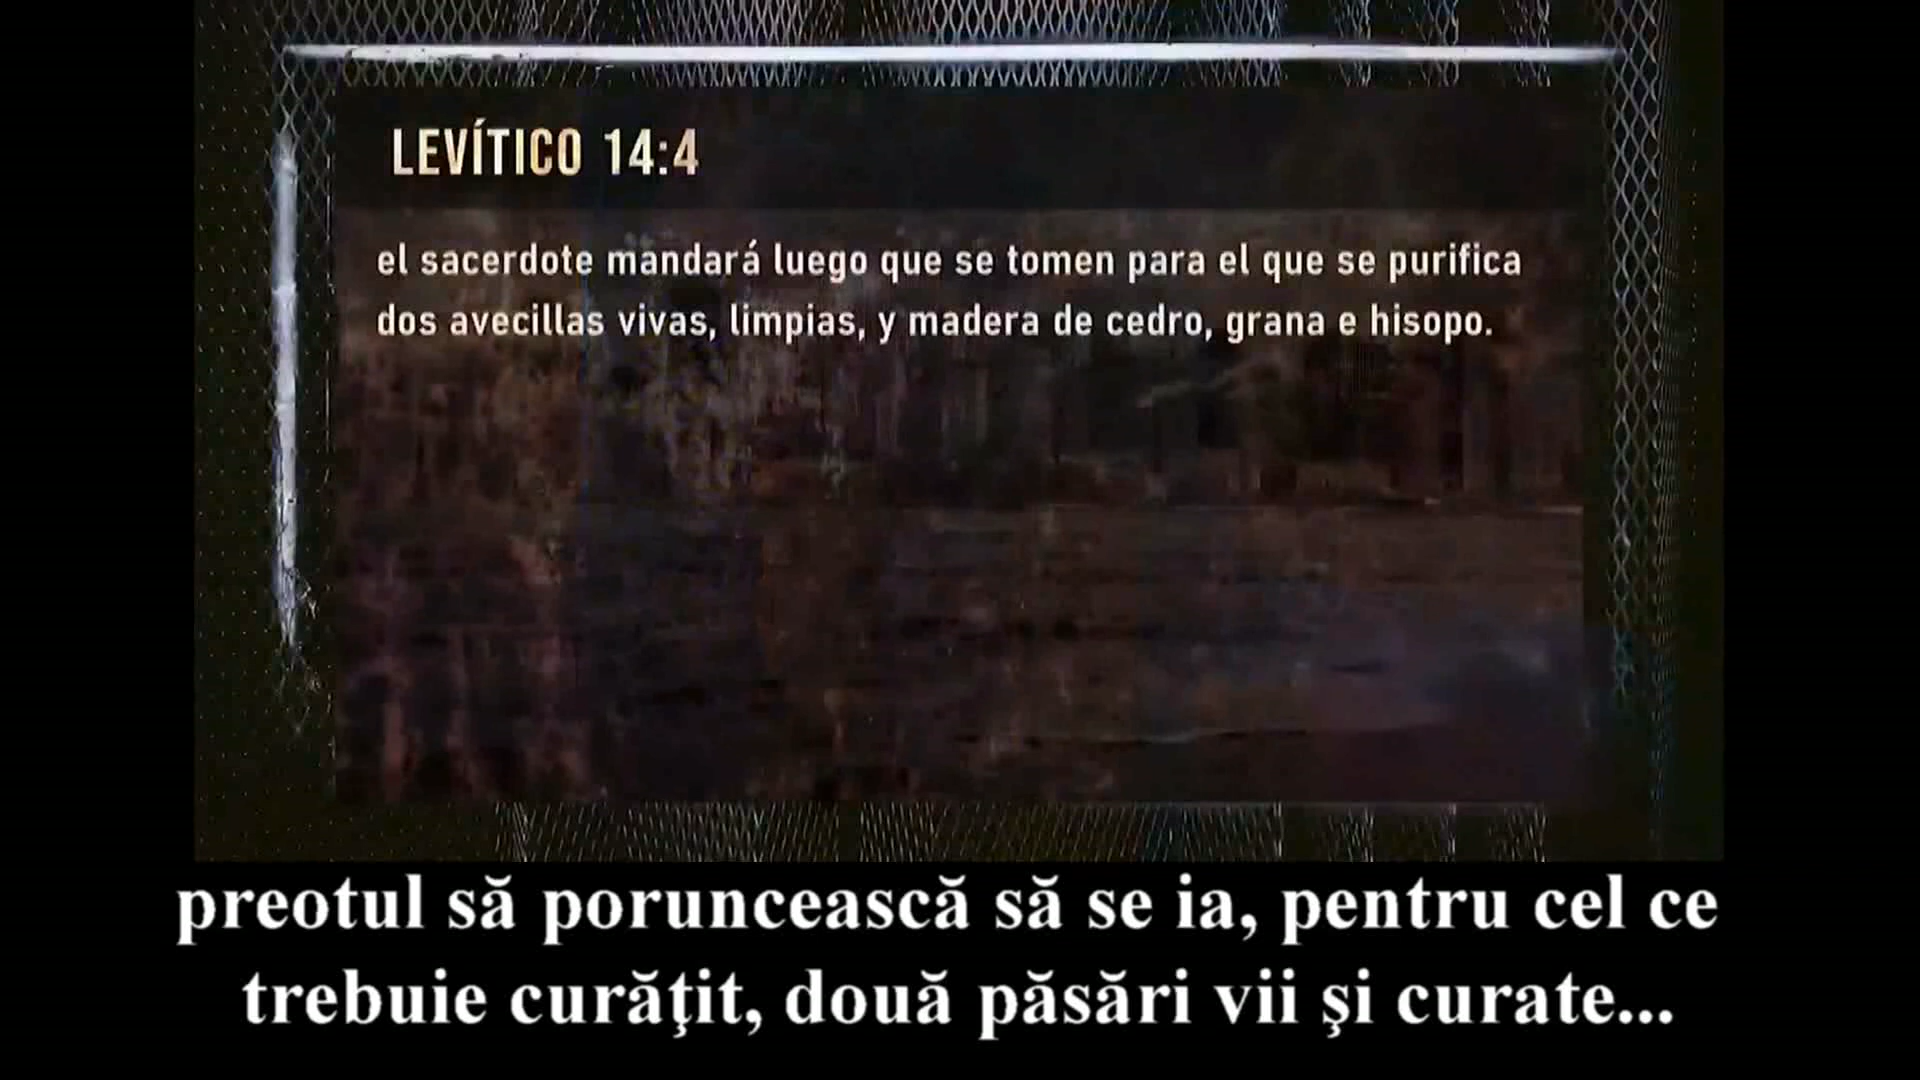 LEVÍTICO 14:4
el sacerdote mandará luego que se tomen para el que se purifica
dos avecillas vivas, limpias, y madera de cedro, grana e hisopo.
preotul să poruncească să se ia, pentru cel ce
trebuie curăţit, două păsări vii şi curate...